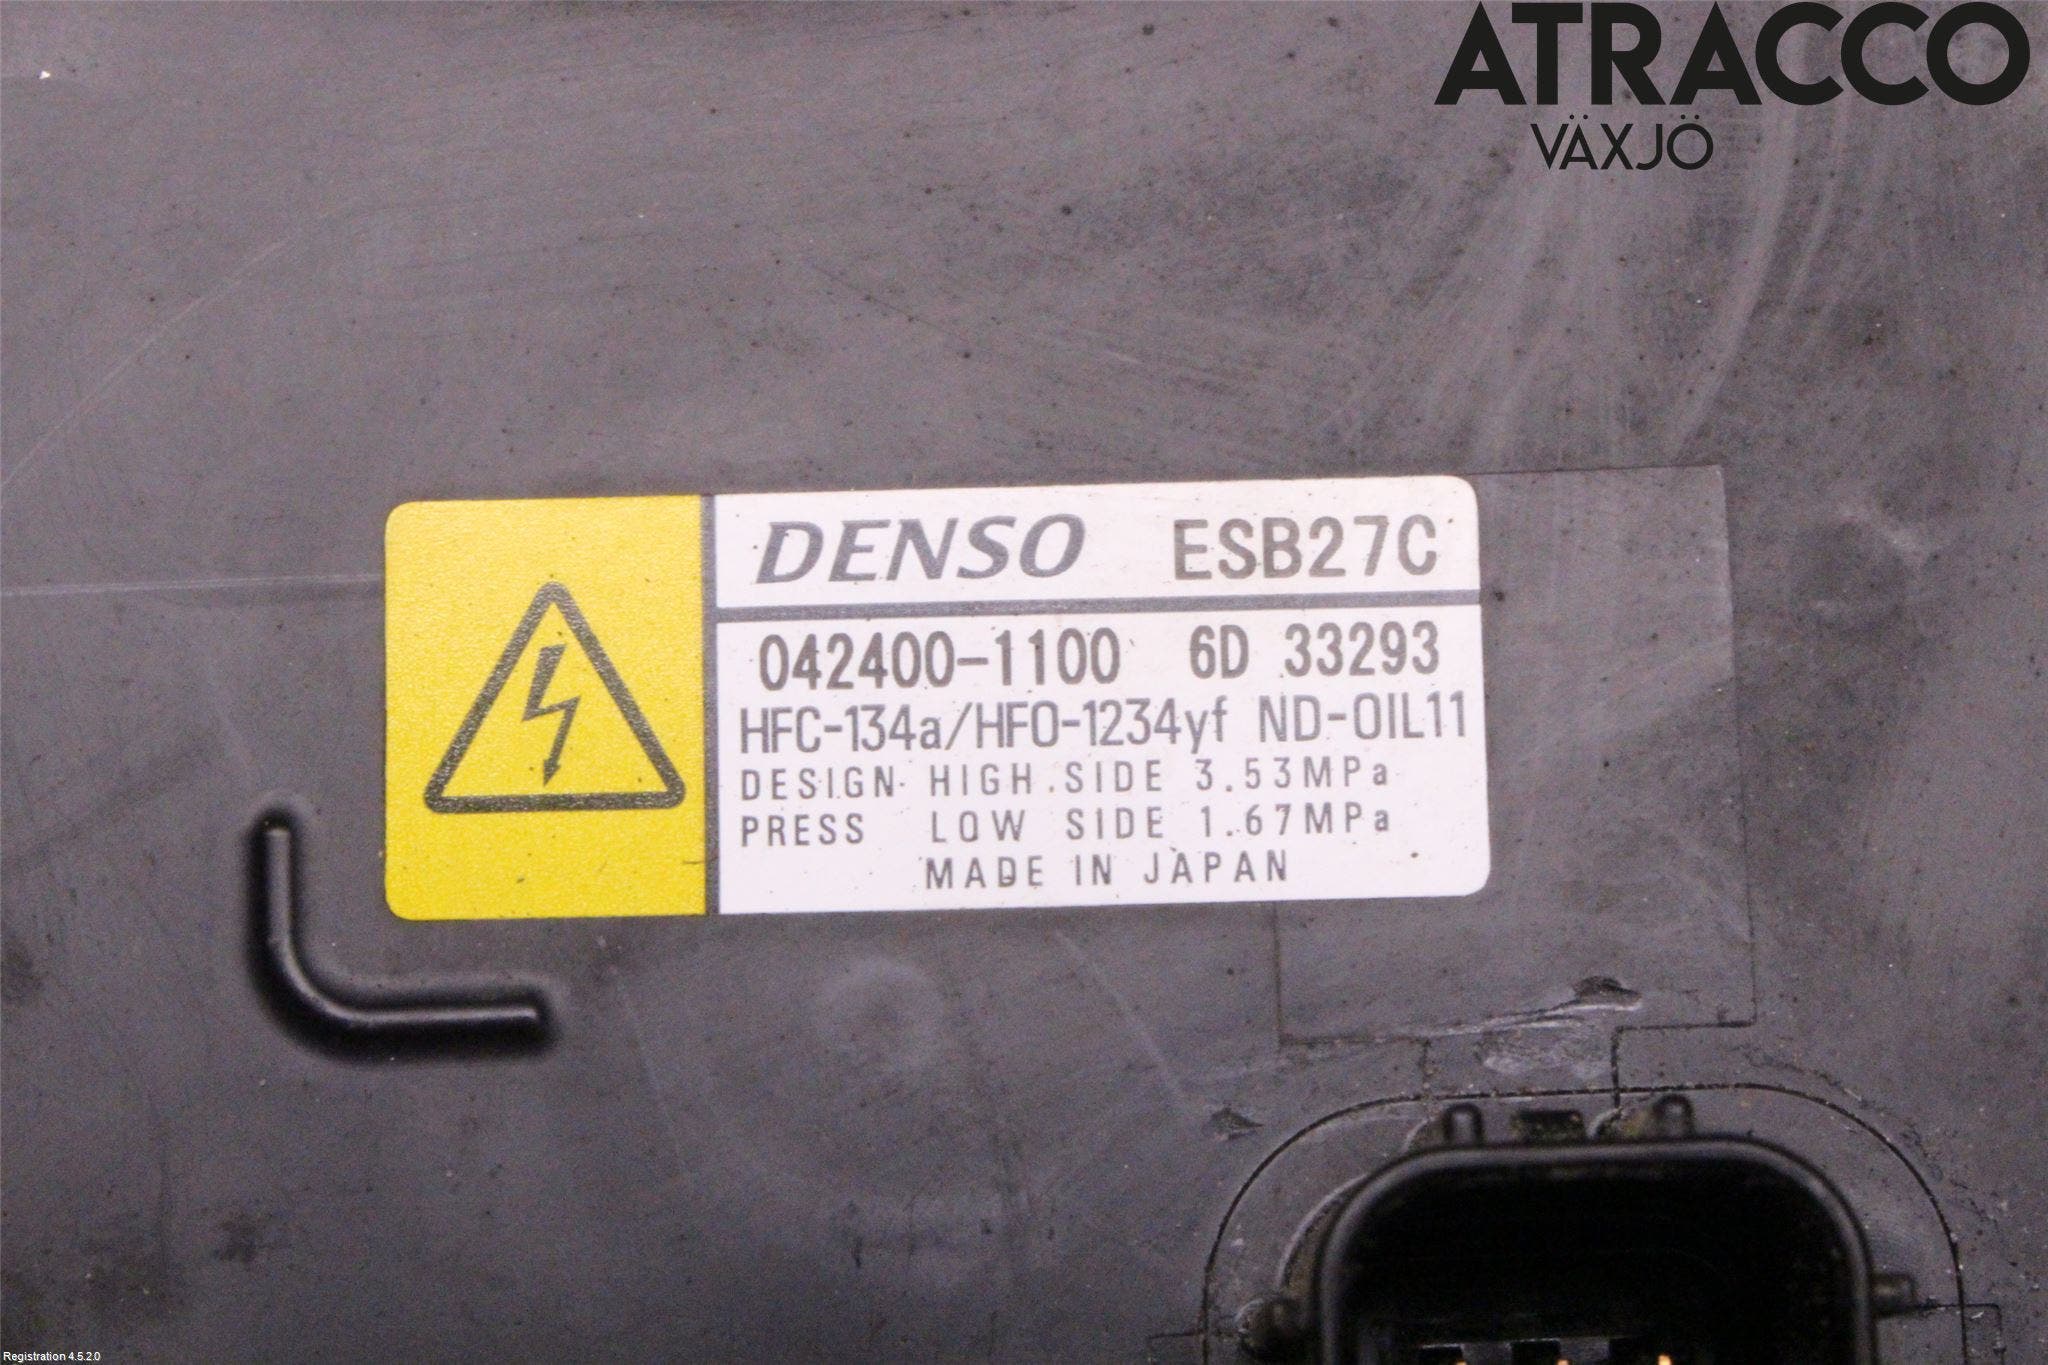 ATRACCO
VÄXJÖ
DENSO ESB27C
042400-1100 6D 33293
HFC-134a/HFO-1234yf ND-OIL11
DESIGN HIGH SIDE 3.53MPa
PRESS LOW SIDE 1.67MPa
MADE IN JAPAN
Registration 4.5.2.0